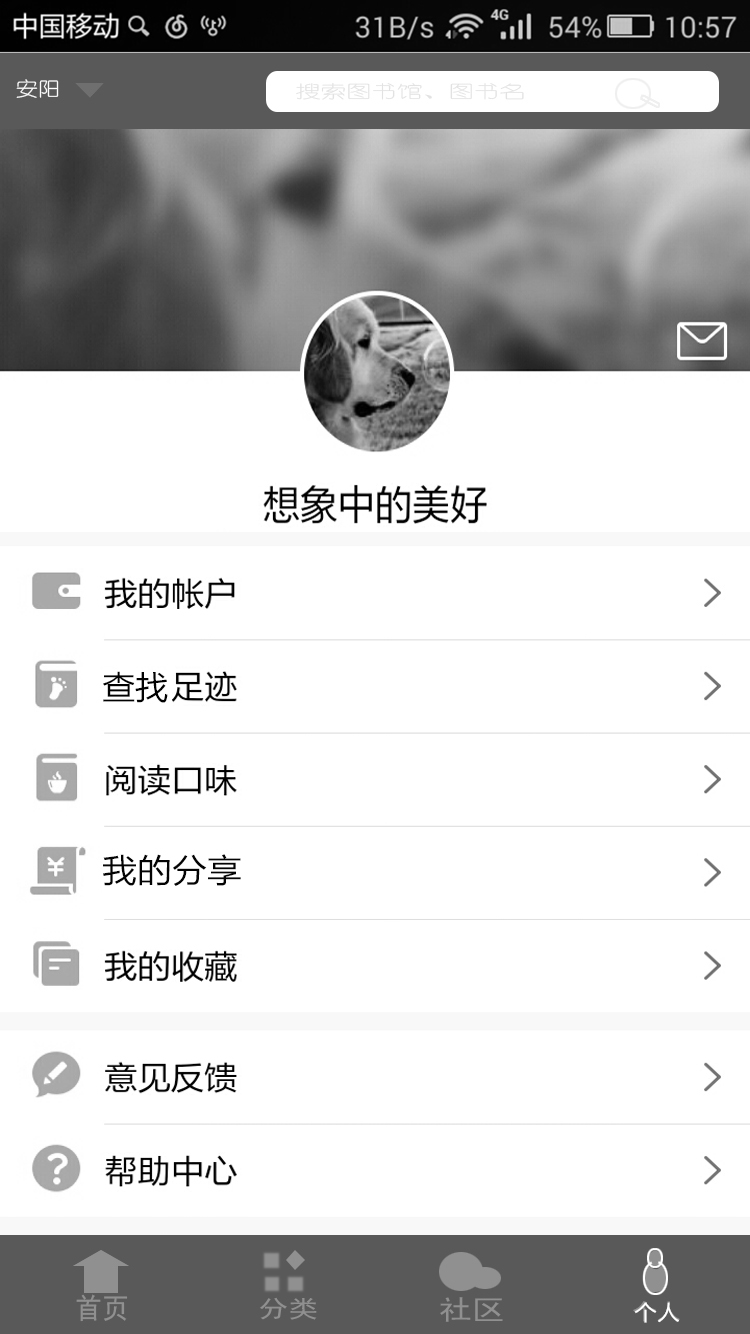 中国移动 31B/s 4G 54% 10:57
安阳 搜索图书馆、图书名
想象中的美好
我的帐户
查找足迹
阅读口味
¥ 我的分享
我的收藏
意见反馈
? 帮助中心
首页 分类 社区 个人